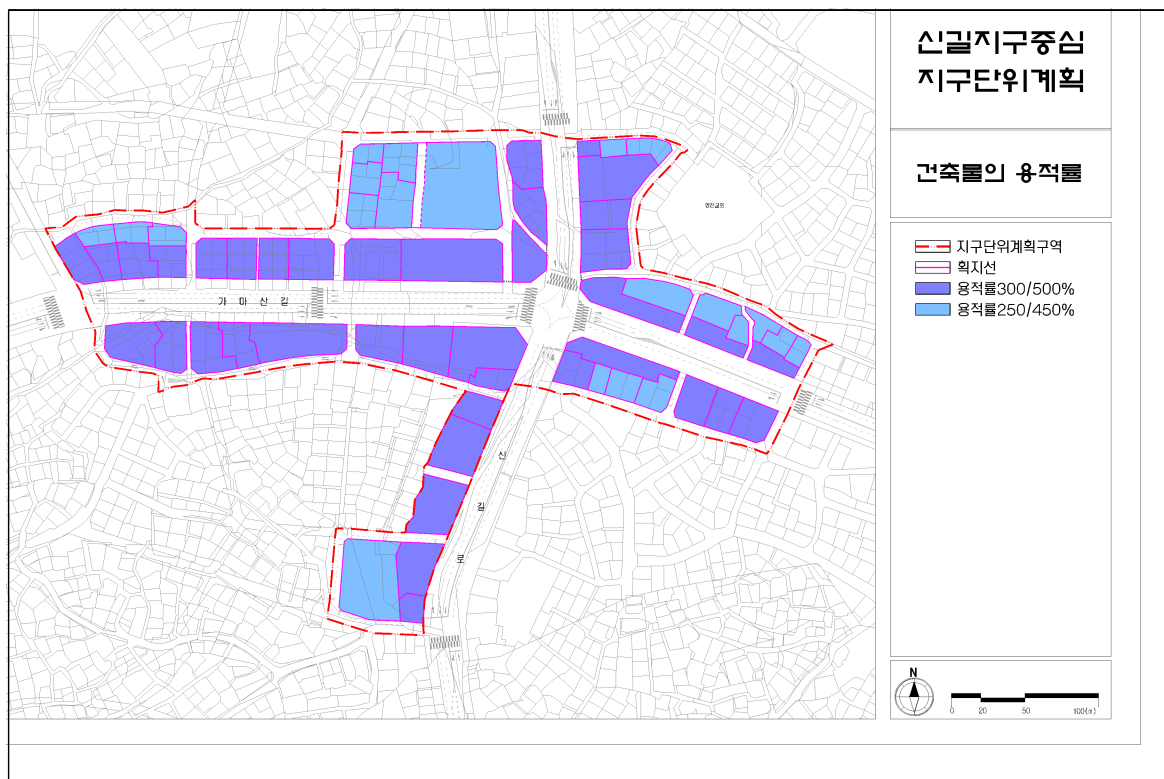 신길지구중심
지구단위계획
건축물의 용적률
지구단위계획구역
획지선
용적률300/500%
용적률250/450%
가 마 산 길
신
길
로
N
0 20 50 100(m)